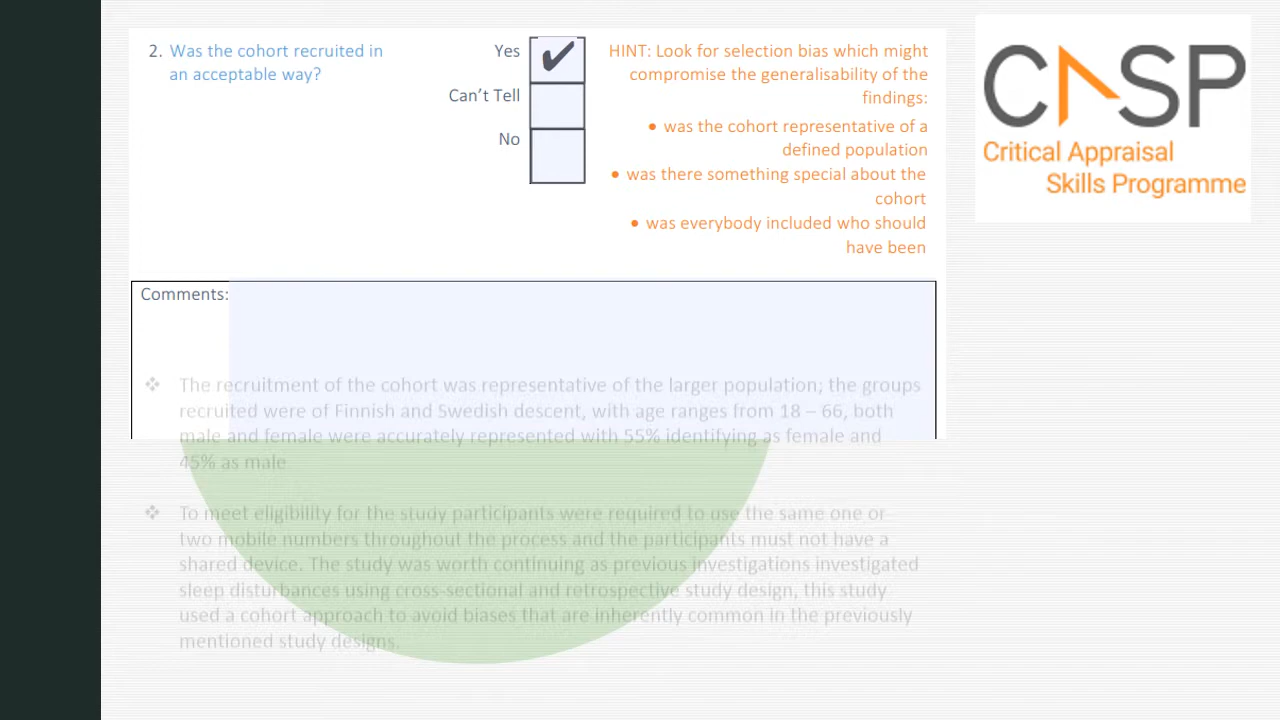 2. Was the cohort recruited in
an acceptable way?
Yes
Can't Tell
No
HINT: Look for selection bias which might
compromise the generalisability of the
findings:
• was the cohort representative of a
defined population
• was there something special about the
cohort
• was everybody included who should
have been
CASP
Critical Appraisal
Skills Programme
Comments:
❖ The recruitment of the cohort was representative of the larger population; the groups
recruited were of Finnish and Swedish descent, with age ranges from 18 – 66, both
male and female were accurately represented with 55% identifying as female and
45% as male
❖ To meet eligibility for the study participants were required to use the same one or
two mobile numbers throughout the process and the participants must not have a
shared device. The study was worth continuing as previous investigations investigated
sleep disturbances using cross-sectional and retrospective study design, this study
used a cohort approach to avoid biases that are inherently common in the previously
mentioned study designs.